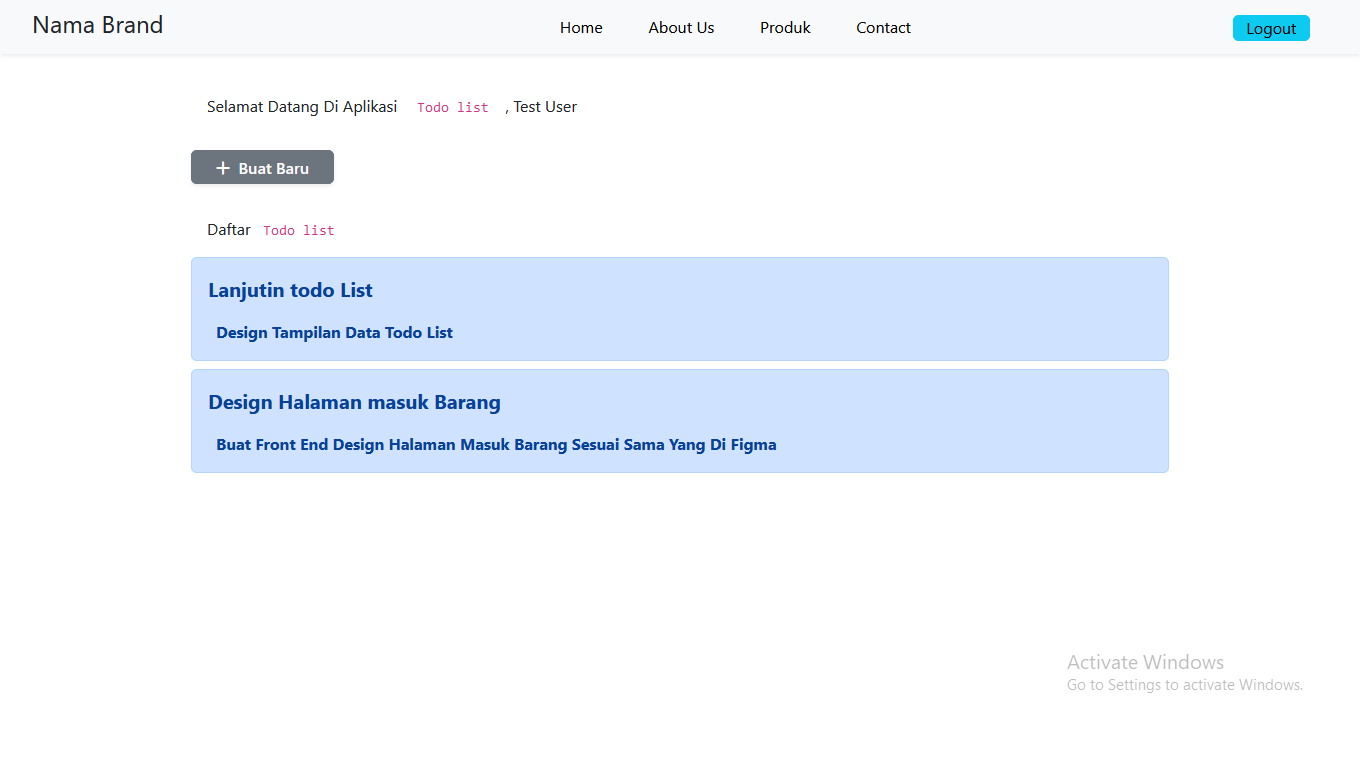 Nama Brand Home About Us Produk Contact Logout
Selamat Datang Di Aplikasi Todo list , Test User
+ Buat Baru
Daftar Todo list
Lanjutin todo List
Design Tampilan Data Todo List
Design Halaman masuk Barang
Buat Front End Design Halaman Masuk Barang Sesuai Sama Yang Di Figma
Activate Windows
Go to Settings to activate Windows.